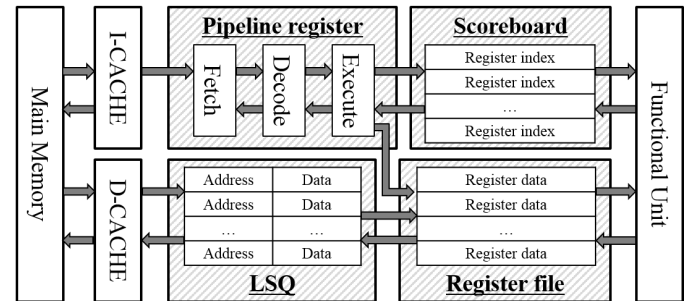 Main Memory
I-CACHE
Pipeline register
Fetch
Decode
Execute
Scoreboard
Register index
Register index
...
Register index
Functional Unit
D-CACHE
Address Data
Address Data
... ...
Address Data
LSQ
Register data
Register data
...
Register data
Register file